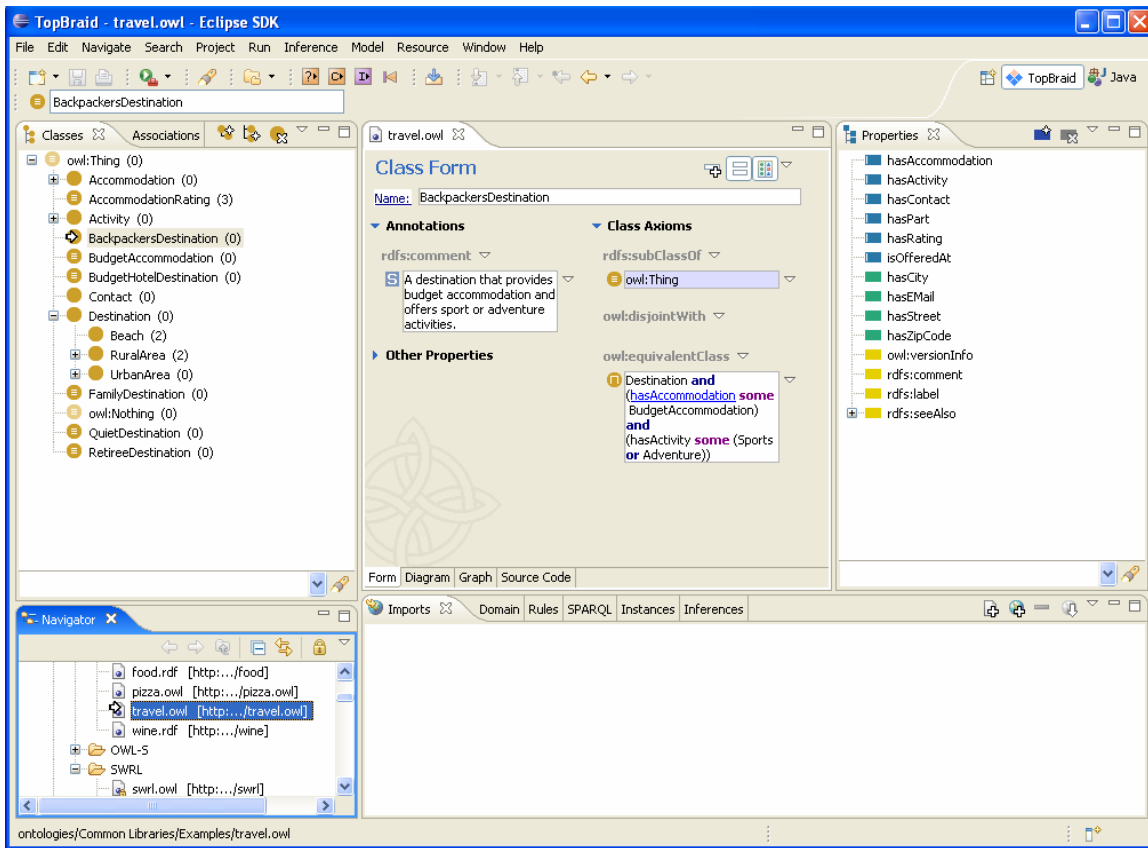 TopBraid - travel.owl - Eclipse SDK
File Edit Navigate Search Project Run Inference Model Resource Window Help
TopBraid Java
BackpackersDestination
Classes Associations
owl:Thing (0)
Accommodation (0)
AccommodationRating (3)
Activity (0)
BackpackersDestination (0)
BudgetAccommodation (0)
BudgetHotelDestination (0)
Contact (0)
Destination (0)
Beach (2)
RuralArea (2)
UrbanArea (0)
FamilyDestination (0)
owl:Nothing (0)
QuietDestination (0)
RetireeDestination (0)
travel.owl
Class Form
Name: BackpackersDestination
Annotations
rdfs:comment
S A destination that provides
budget accommodation and
offers sport or adventure
activities.
Other Properties
Class Axioms
rdfs:subClassOf
owl:Thing
owl:disjointWith
owl:equivalentClass
Destination and
(hasAccommodation some
BudgetAccommodation)
and
(hasActivity some (Sports
or Adventure))
Form Diagram Graph Source Code
Properties
hasAccommodation
hasActivity
hasContact
hasPart
hasRating
isOfferedAt
hasCity
hasEMail
hasStreet
hasZipCode
owl:versionInfo
rdfs:comment
rdfs:label
rdfs:seeAlso
Navigator
food.rdf [http:.../food]
pizza.owl [http:.../pizza.owl]
travel.owl [http:.../travel.owl]
wine.rdf [http:.../wine]
OWL-S
SWRL
swrl.owl [http:.../swrl]
Imports Domain Rules SPARQL Instances Inferences
ontologies/Common Libraries/Examples/travel.owl